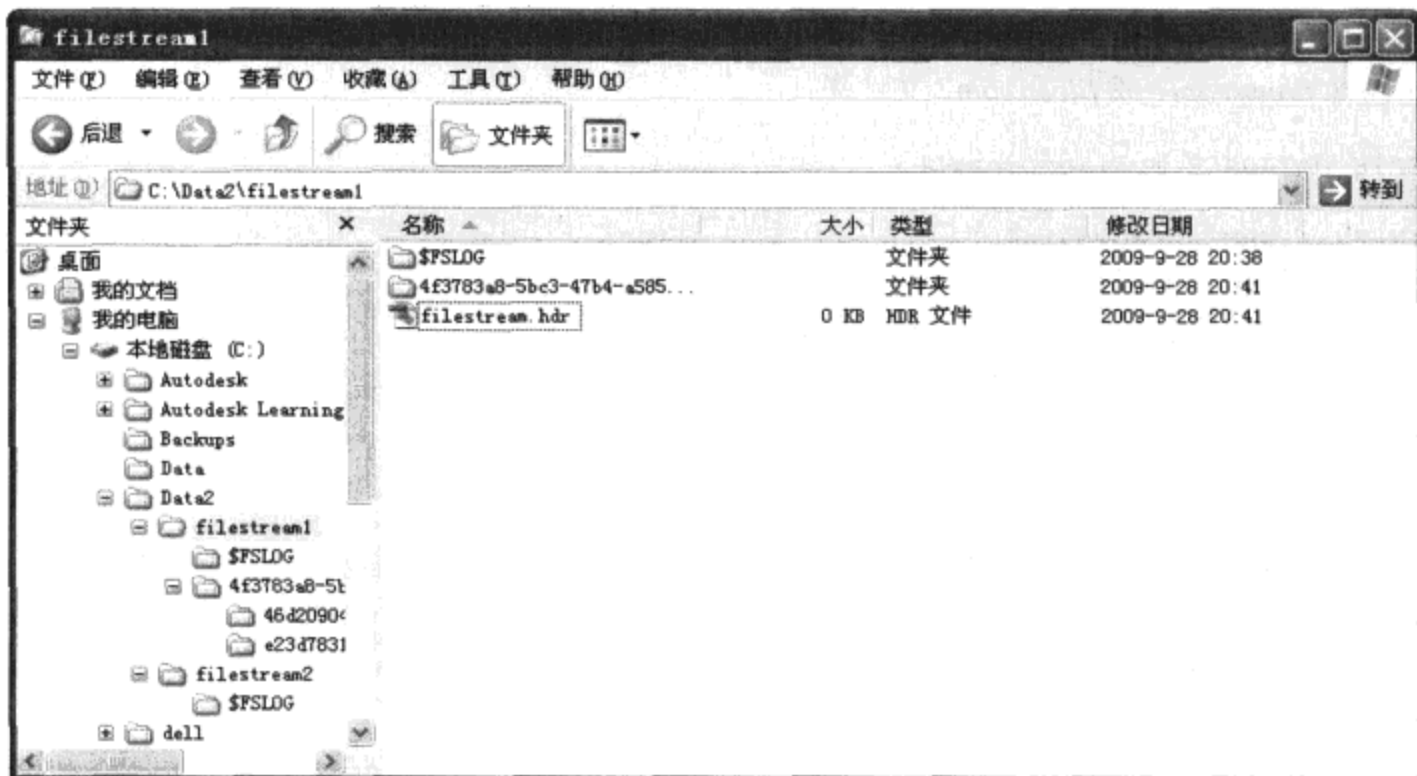 filestream1
文件(F) 编辑(E) 查看(V) 收藏(A) 工具(T) 帮助(H)
后退 搜索 文件夹
地址(D) C:\Data2\filestream1 转到
文件夹 × 名称 大小 类型 修改日期
桌面
我的文档
我的电脑
本地磁盘 (C:)
Autodesk
Autodesk Learning
Backups
Data
Data2
filestream1
$FSLOG
4f3783a8-5b
46d2090
e23d7831
filestream2
$FSLOG
dell
$FSLOG 文件夹 2009-9-28 20:38
4f3783a8-5bc3-47b4-a585... 文件夹 2009-9-28 20:41
filestream.hdr 0 KB HDR 文件 2009-9-28 20:41